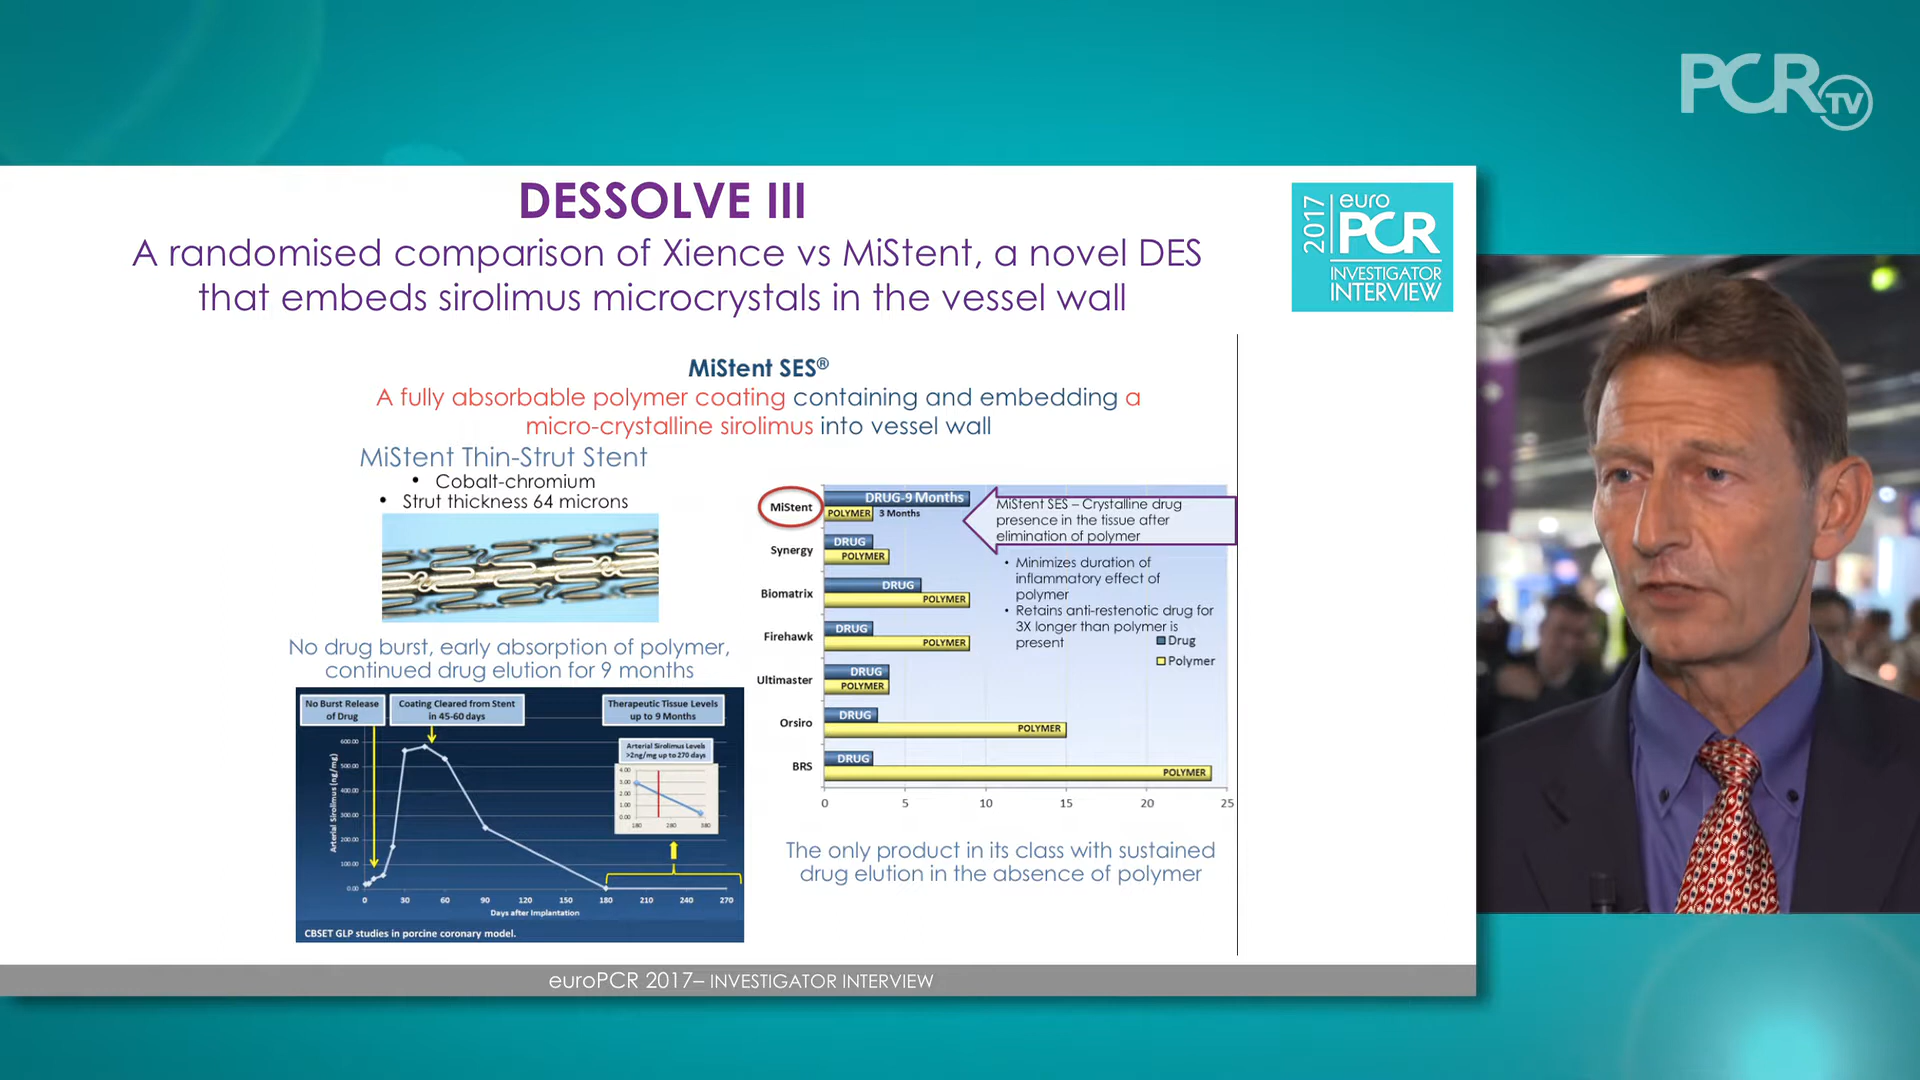 PCR TV
DESSOLVE III
A randomised comparison of Xience vs MiStent, a novel DES
that embeds sirolimus microcrystals in the vessel wall
2017
euro
PCR
INVESTIGATOR
INTERVIEW
MiStent SES®
A fully absorbable polymer coating containing and embedding a
micro-crystalline sirolimus into vessel wall
MiStent Thin-Strut Stent
• Cobalt-chromium
• Strut thickness 64 microns
No drug burst, early absorption of polymer,
continued drug elution for 9 months
No Burst Release
of Drug
Coating Cleared from Stent
in 45-60 days
Therapeutic Tissue Levels
up to 9 Months
Arterial Sirolimus Levels
>2ng/mg up to 270 days
4.00
3.00
2.00
1.00
0.00
180 280 380
Arterial Sirolimus (ng/mg)
600.00
500.00
400.00
300.00
200.00
100.00
0.00
0 30 60 90 120 150 180 210 240 270
Days after Implantation
CBSET GLP studies in porcine coronary model.
MiStent
DRUG-9 Months
POLYMER 3 Months
Synergy
DRUG
POLYMER
Biomatrix
DRUG
POLYMER
Firehawk
DRUG
POLYMER
Ultimaster
DRUG
POLYMER
Orsiro
DRUG
POLYMER
BRS
DRUG
POLYMER
0 5 10 15 20 25
MiStent SES – Crystalline drug
presence in the tissue after
elimination of polymer
• Minimizes duration of
inflammatory effect of
polymer
• Retains anti-restenotic drug for
3X longer than polymer is
present
Drug
Polymer
The only product in its class with sustained
drug elution in the absence of polymer
euroPCR 2017– INVESTIGATOR INTERVIEW